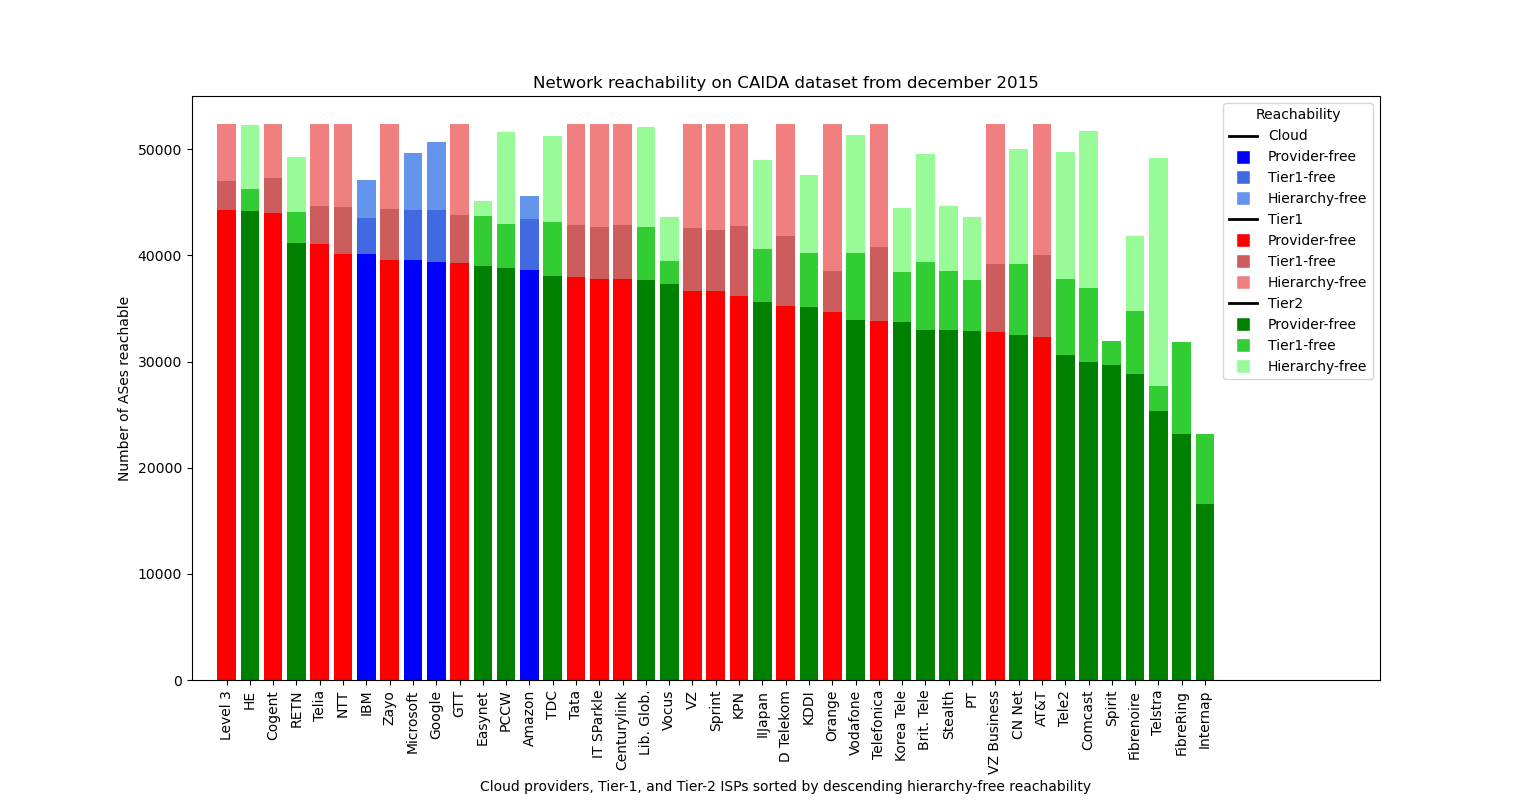 Network reachability on CAIDA dataset from december 2015
Number of ASes reachable
50000
40000
30000
20000
10000
0
Reachability
Cloud
Provider-free
Tier1-free
Hierarchy-free
Tier1
Provider-free
Tier1-free
Hierarchy-free
Tier2
Provider-free
Tier1-free
Hierarchy-free
Level 3
HE
Cogent
RETN
Telia
NTT
IBM
Zayo
Microsoft
Google
GTT
Easynet
PCCW
Amazon
TDC
Tata
IT SParkle
Centurylink
Lib. Glob.
Vocus
VZ
Sprint
KPN
IIJapan
D Telekom
KDDI
Orange
Vodafone
Telefonica
Korea Tele
Brit. Tele
Stealth
PT
VZ Business
CN Net
AT&T
Tele2
Comcast
Spirit
Fibrenoire
Telstra
FibeRing
Internap
Cloud providers, Tier-1, and Tier-2 ISPs sorted by descending hierarchy-free reachability